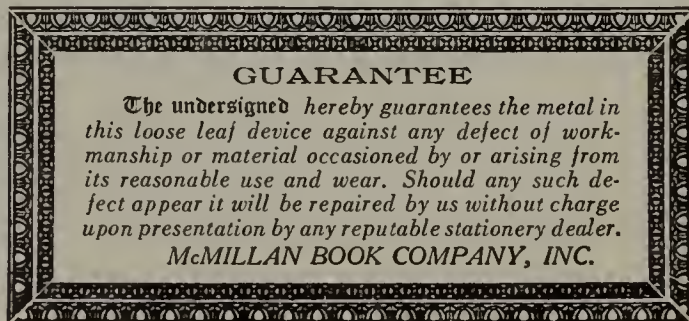 GUARANTEE
The undersigned hereby guarantees the metal in
this loose leaf device against any defect of work-
manship or material occasioned by or arising from
its reasonable use and wear. Should any such de-
fect appear it will be repaired by us without charge
upon presentation by any reputable stationery dealer.
McMILLAN BOOK COMPANY, INC.